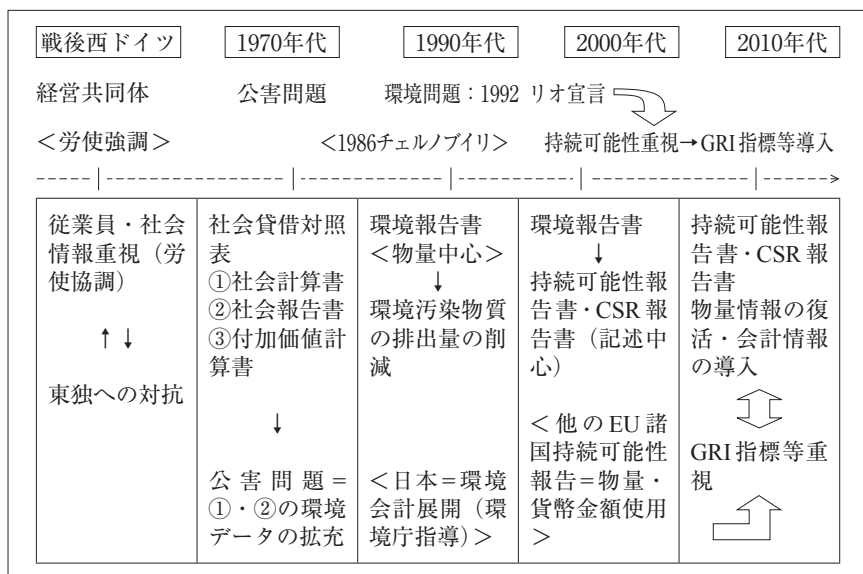 戦後西ドイツ
1970年代
1990年代
2000年代
2010年代
経営共同体
公害問題
環境問題：1992 リオ宣言
＜労使強調＞
＜1986チェルノブイリ＞
持続可能性重視→GRI指標等導入
従業員・社会
情報重視（労
使協調）
↑↓
東独への対抗
社会貸借対照
表
①社会計算書
②社会報告書
③付加価値計
算書
↓
公害問題＝
①・②の環境
データの拡充
環境報告書
＜物量中心＞
↓
環境汚染物質
の排出量の削
減
＜日本＝環境
会計展開（環
境庁指導）＞
環境報告書
↓
持続可能性報
告書・CSR報
告書（記述中
心）
＜他のEU諸
国持続可能性
報告＝物量・
貨幣金額使用
＞
持続可能性報
告書・CSR報
告書
物量情報の復
活・会計情報
の導入
GRI指標等重
視